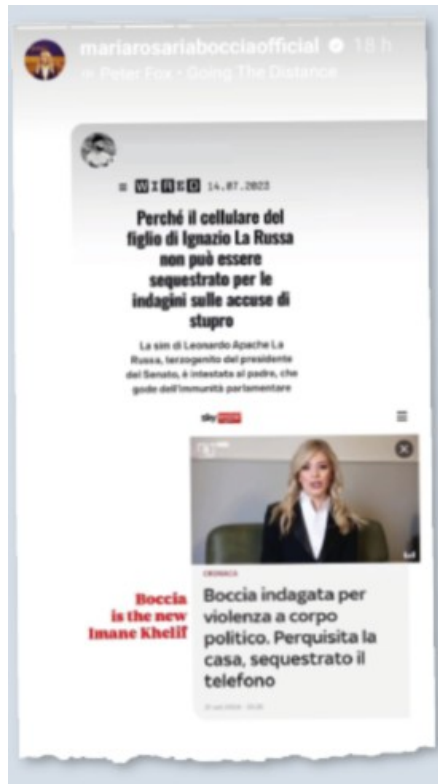 mariarosariabocciaofficial 18 h
Peter Fox • Going The Distance
WIRED 14.07.2023
Perché il cellulare del
figlio di Ignazio La Russa
non può essere
sequestrato per le
indagini sulle accuse di
stupro
La sim di Leonardo Apache La
Russa, terzogenito del presidente
del Senato, è intestata al padre, che
gode dell'immunità parlamentare
sky
CRONACA
Boccia
is the new
Imane Khelif
Boccia indagata per
violenza a corpo
politico. Perquisita la
casa, sequestrato il
telefono